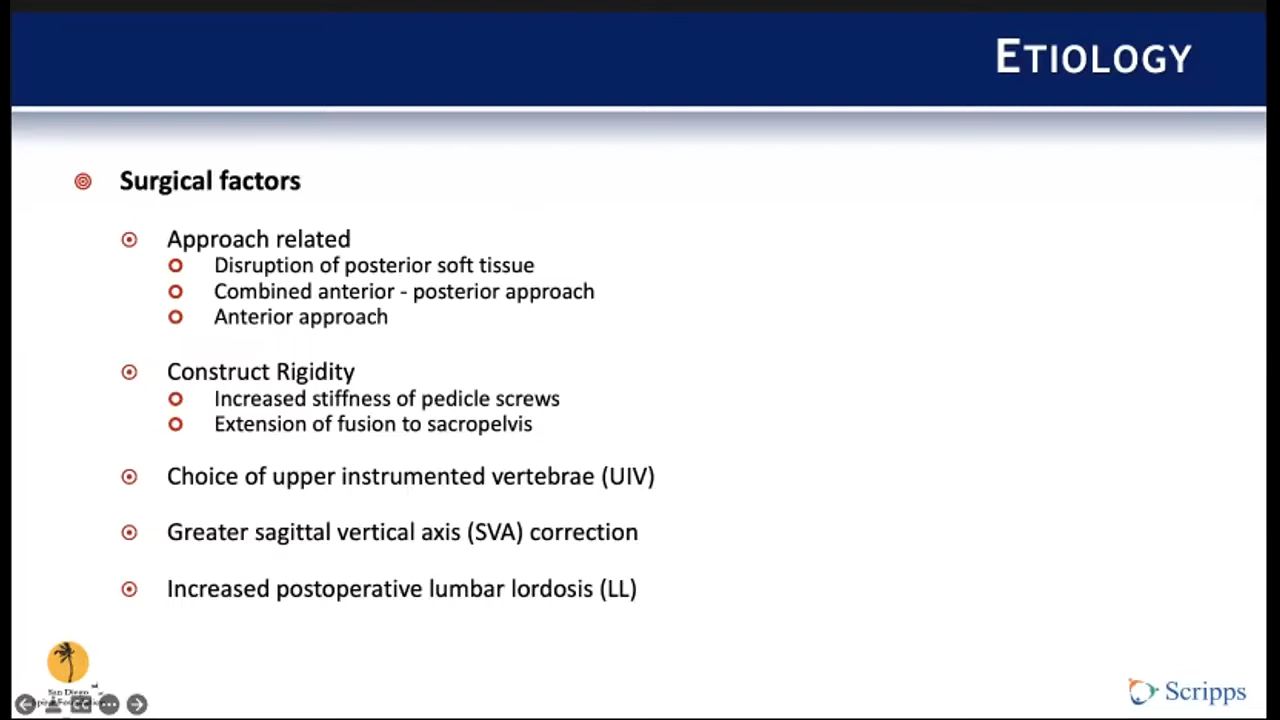 ETIOLOGY
Surgical factors
Approach related
Disruption of posterior soft tissue
Combined anterior - posterior approach
Anterior approach
Construct Rigidity
Increased stiffness of pedicle screws
Extension of fusion to sacropelvis
Choice of upper instrumented vertebrae (UIV)
Greater sagittal vertical axis (SVA) correction
Increased postoperative lumbar lordosis (LL)
San Diego
Scripps